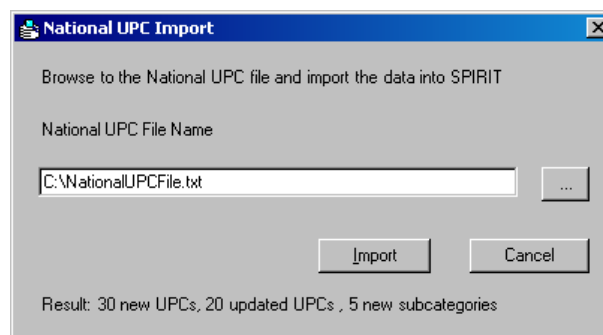 National UPC Import
Browse to the National UPC file and import the data into SPIRIT
National UPC File Name
C:\NationalUPCFile.txt
...
Import
Cancel
Result: 30 new UPCs, 20 updated UPCs , 5 new subcategories